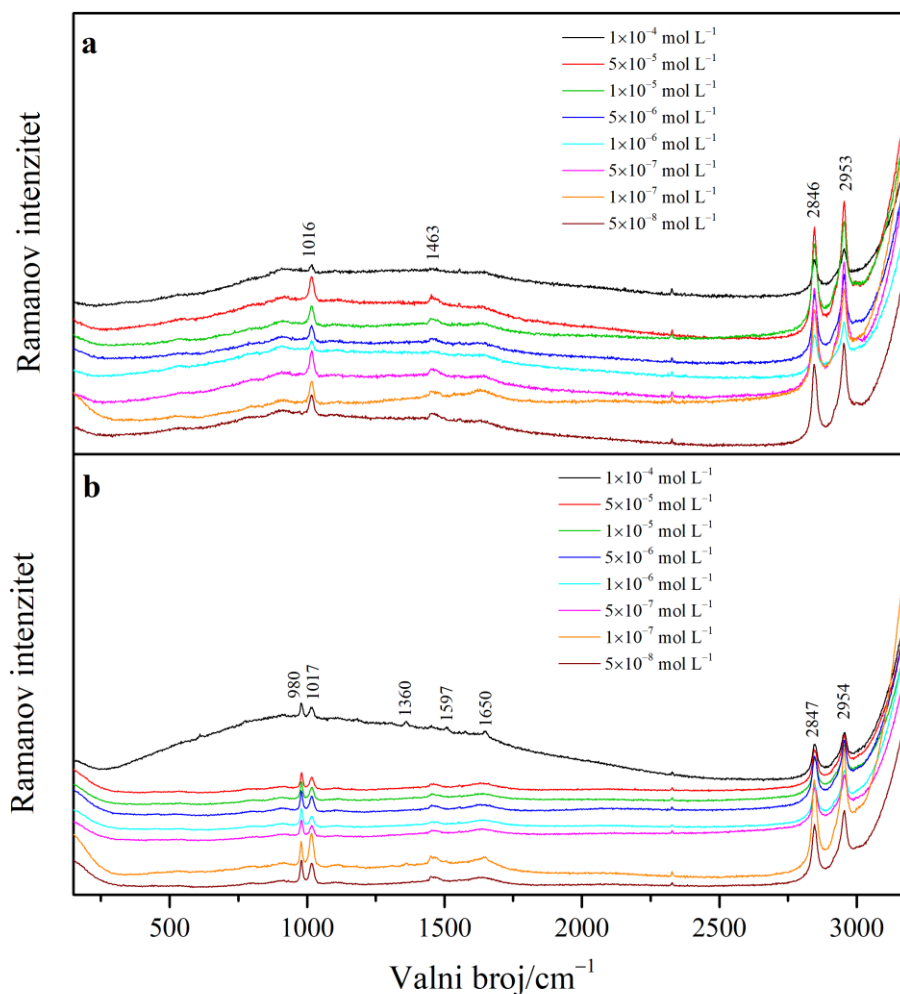 a
1×10⁻⁴ mol L⁻¹
5×10⁻⁵ mol L⁻¹
1×10⁻⁵ mol L⁻¹
5×10⁻⁶ mol L⁻¹
1×10⁻⁶ mol L⁻¹
5×10⁻⁷ mol L⁻¹
1×10⁻⁷ mol L⁻¹
5×10⁻⁸ mol L⁻¹
1016
1463
2846
2953
Ramanov intenzitet
b
1×10⁻⁴ mol L⁻¹
5×10⁻⁵ mol L⁻¹
1×10⁻⁵ mol L⁻¹
5×10⁻⁶ mol L⁻¹
1×10⁻⁶ mol L⁻¹
5×10⁻⁷ mol L⁻¹
1×10⁻⁷ mol L⁻¹
5×10⁻⁸ mol L⁻¹
980
1017
1360
1597
1650
2847
2954
Ramanov intenzitet
500 1000 1500 2000 2500 3000
Valni broj/cm⁻¹